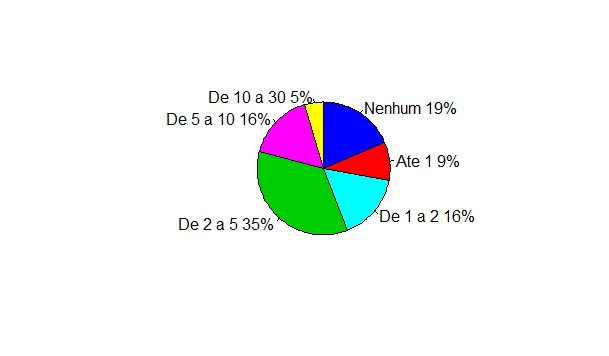 De 10 a 30 5%
Nenhum 19%
De 5 a 10 16%
Ate 1 9%
De 1 a 2 16%
De 2 a 5 35%